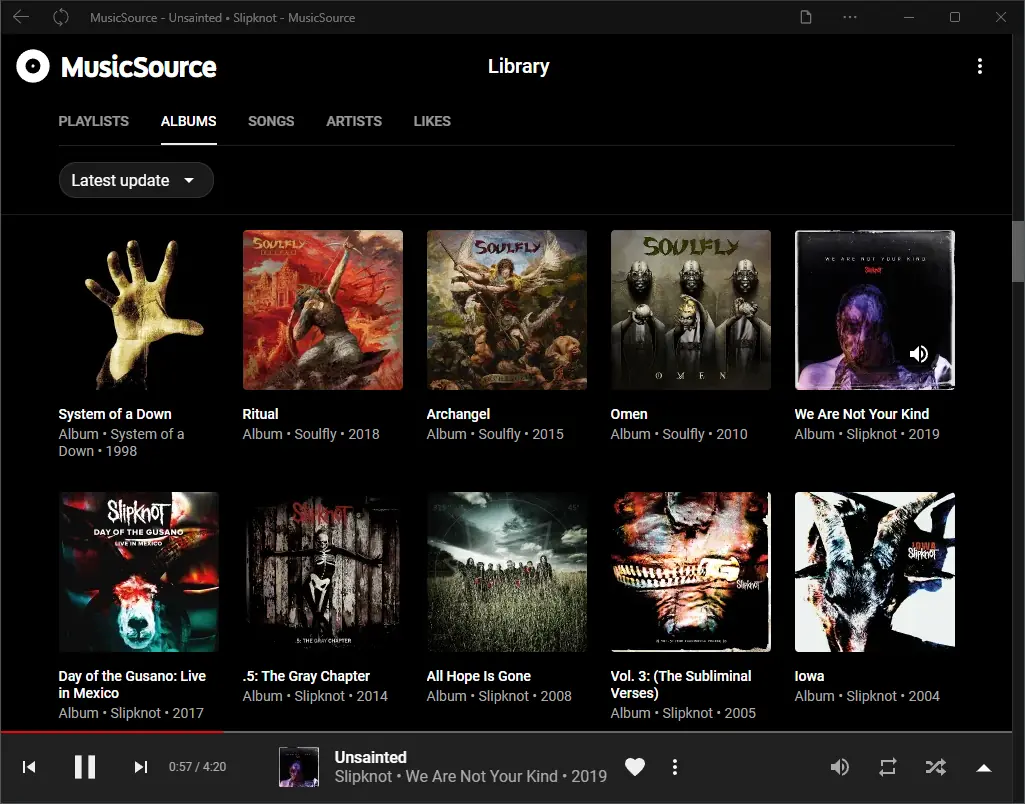 MusicSource - Unsainted • Slipknot - MusicSource
MusicSource
Library
PLAYLISTS
ALBUMS
SONGS
ARTISTS
LIKES
Latest update
SOULFLY
SOULFLY
SOULFLY
OMEN
WE ARE NOT YOUR KIND
Slipknot
System of a Down
Album • System of a
Down • 1998
Ritual
Album • Soulfly • 2018
Archangel
Album • Soulfly • 2015
Omen
Album • Soulfly • 2010
We Are Not Your Kind
Album • Slipknot • 2019
SlipKnoT
DAY OF THE GUSANO
LIVE IN MEXICO
SlipKnoT
.5: THE GRAY CHAPTER
SlipKnoT
IOWA
SlipKnoT
Day of the Gusano: Live
in Mexico
Album • Slipknot • 2017
.5: The Gray Chapter
Album • Slipknot • 2014
All Hope Is Gone
Album • Slipknot • 2008
Vol. 3: (The Subliminal
Verses)
Album • Slipknot • 2005
Iowa
Album • Slipknot • 2004
0:57 / 4:20
Unsainted
Slipknot • We Are Not Your Kind • 2019